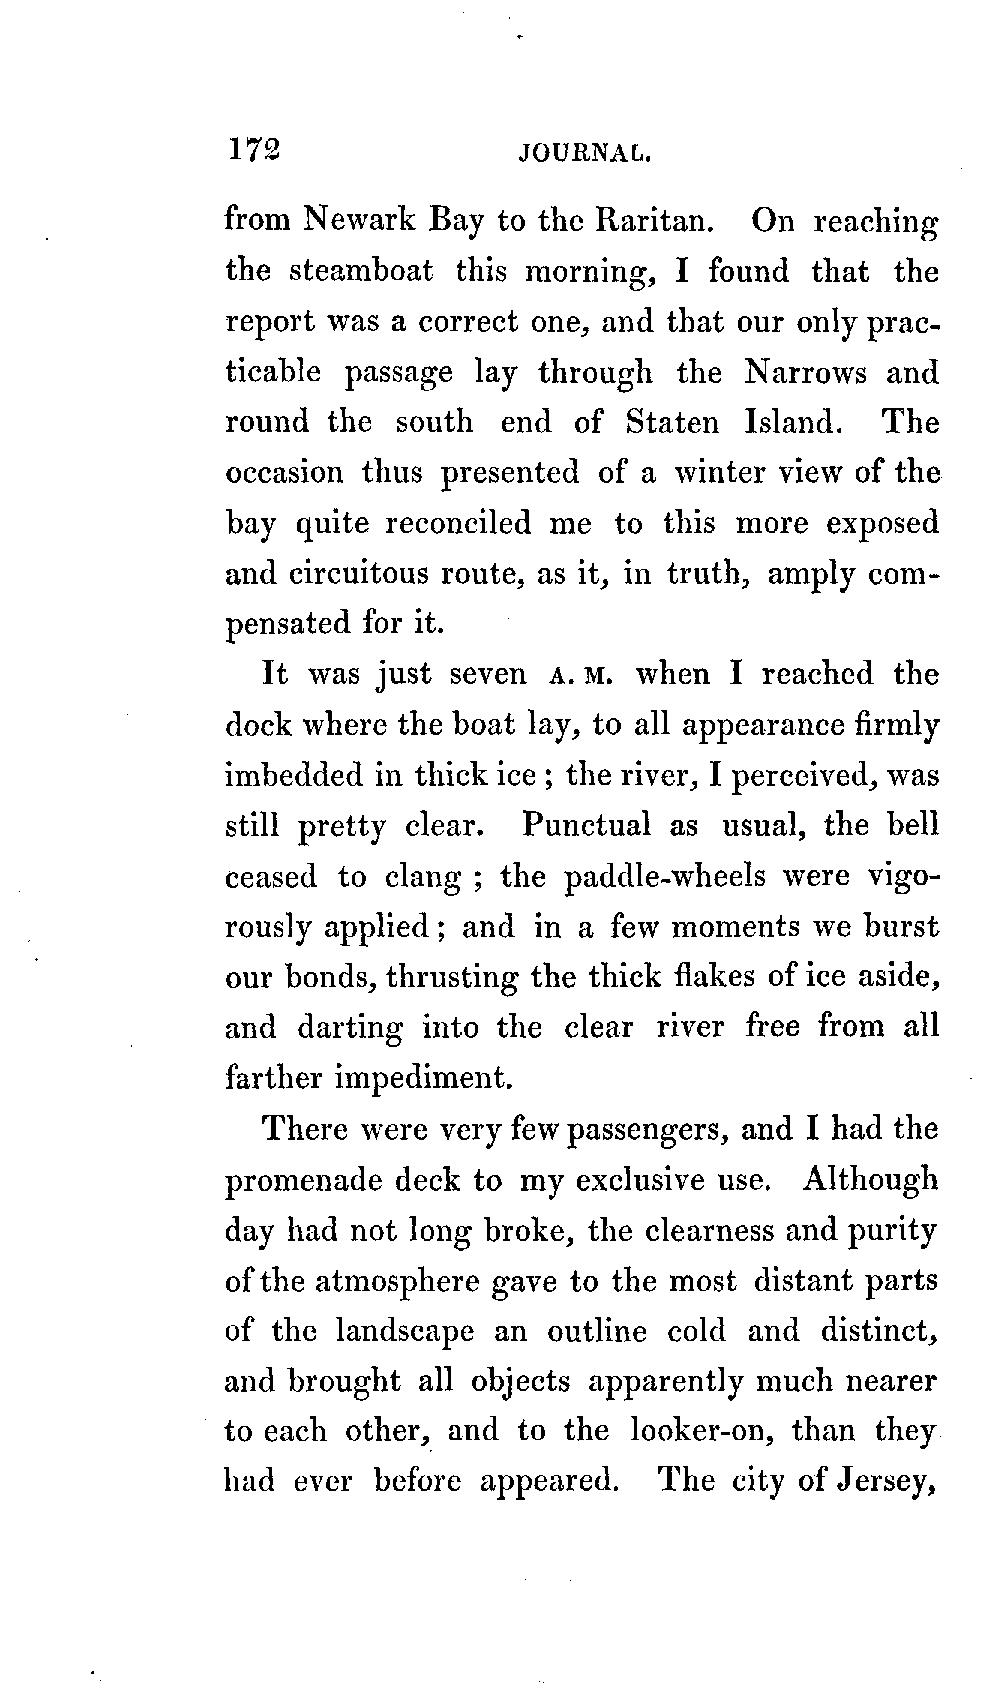 172 JOURNAL.
from Newark Bay to the Raritan. On reaching
the steamboat this morning, I found that the
report was a correct one, and that our only prac-
ticable passage lay through the Narrows and
round the south end of Staten Island. The
occasion thus presented of a winter view of the
bay quite reconciled me to this more exposed
and circuitous route, as it, in truth, amply com-
pensated for it.
It was just seven A. M. when I reached the
dock where the boat lay, to all appearance firmly
imbedded in thick ice ; the river, I perceived, was
still pretty clear. Punctual as usual, the bell
ceased to clang ; the paddle-wheels were vigo-
rously applied ; and in a few moments we burst
our bonds, thrusting the thick flakes of ice aside,
and darting into the clear river free from all
farther impediment.
There were very few passengers, and I had the
promenade deck to my exclusive use. Although
day had not long broke, the clearness and purity
of the atmosphere gave to the most distant parts
of the landscape an outline cold and distinct,
and brought all objects apparently much nearer
to each other, and to the looker-on, than they
had ever before appeared. The city of Jersey,